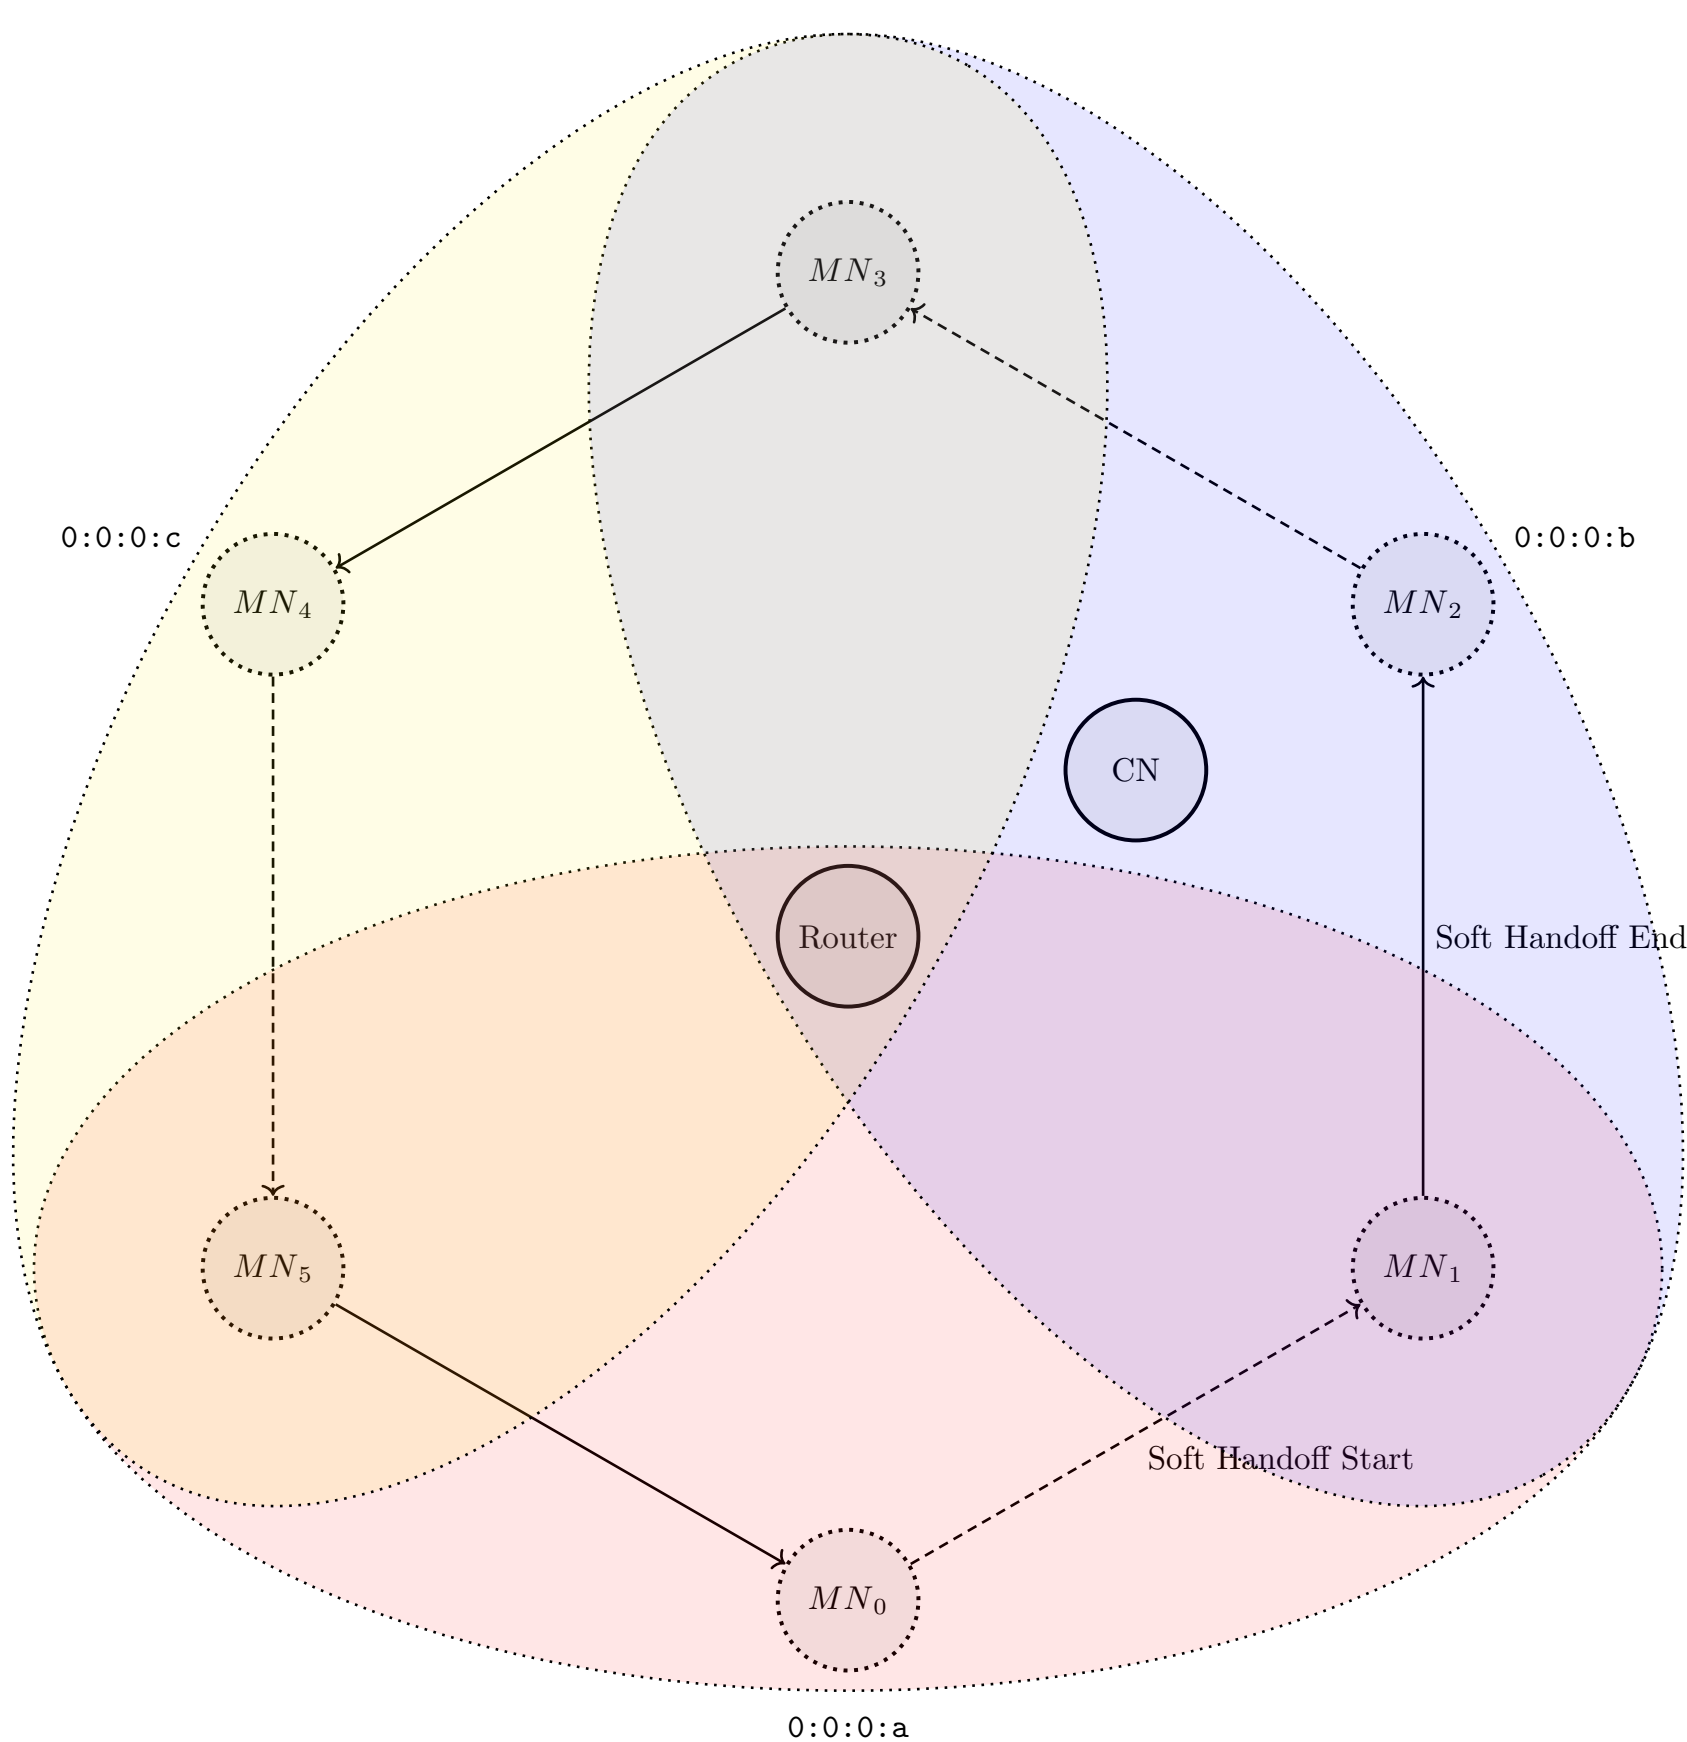 MN₃
0:0:0:c
0:0:0:b
MN₄
MN₂
CN
Router
Soft Handoff End
MN₅
MN₁
Soft Handoff Start
MN₀
0:0:0:a